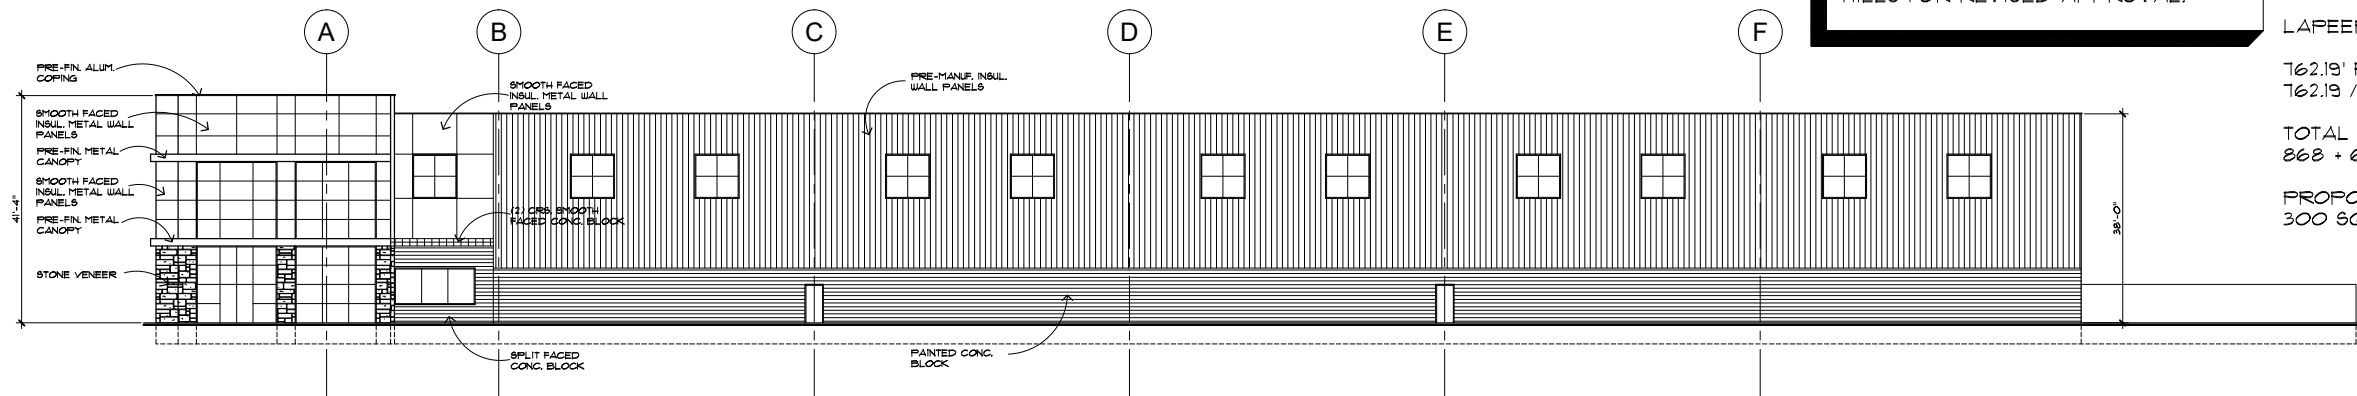 A
B
C
D
E
F
LAPEER
762.19'
762.19 /
TOTAL
868 + 6
300 SQ
PRE-FIN. ALUM.
COPING
SMOOTH FACED
INSUL. METAL WALL
PANELS
PRE-FIN. METAL
CANOPY
SMOOTH FACED
INSUL. METAL WALL
PANELS
PRE-FIN. METAL
CANOPY
STONE VENEER
41'-4"
SMOOTH FACED
INSUL. METAL WALL
PANELS
(2) CRS. SMOOTH
FACED CONC. BLOCK
SPLIT FACED
CONC. BLOCK
PRE-MANUF. INSUL.
WALL PANELS
PAINTED CONC.
BLOCK
38'-0"